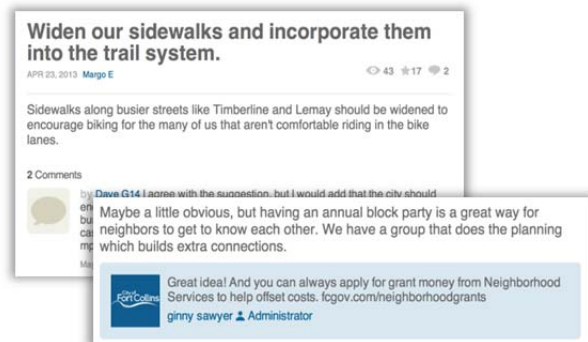 Widen our sidewalks and incorporate them
into the trail system.
APR 23, 2013 Margo E
43 17 2
Sidewalks along busier streets like Timberline and Lemay should be widened to
encourage biking for the many of us that aren't comfortable riding in the bike
lanes.
2 Comments
by Dave G14 I agree with the suggestion, but I would add that the city should
Maybe a little obvious, but having an annual block party is a great way for
neighbors to get to know each other. We have a group that does the planning
which builds extra connections.
City of
Fort Collins
Great idea! And you can always apply for grant money from Neighborhood
Services to help offset costs. fcgov.com/neighborhoodgrants
ginny sawyer Administrator